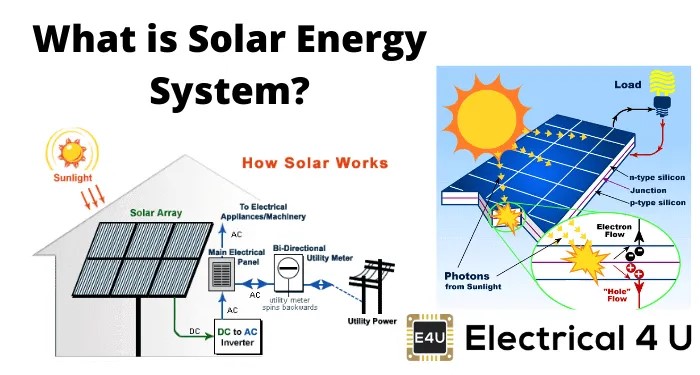 What is Solar Energy
System?
How Solar Works
Sunlight
Solar Array
To Electrical
Appliances/Machinery
AC
Main Electrical
Panel
Bi-Directional
Utility Meter
AC
utility meter
spins backwards
Utility Power
AC
DC
DC to AC
Inverter
Load
n-type silicon
Junction
p-type silicon
Photons
from Sunlight
Electron
Flow
"Hole"
Flow
E4U
Electrical 4 U